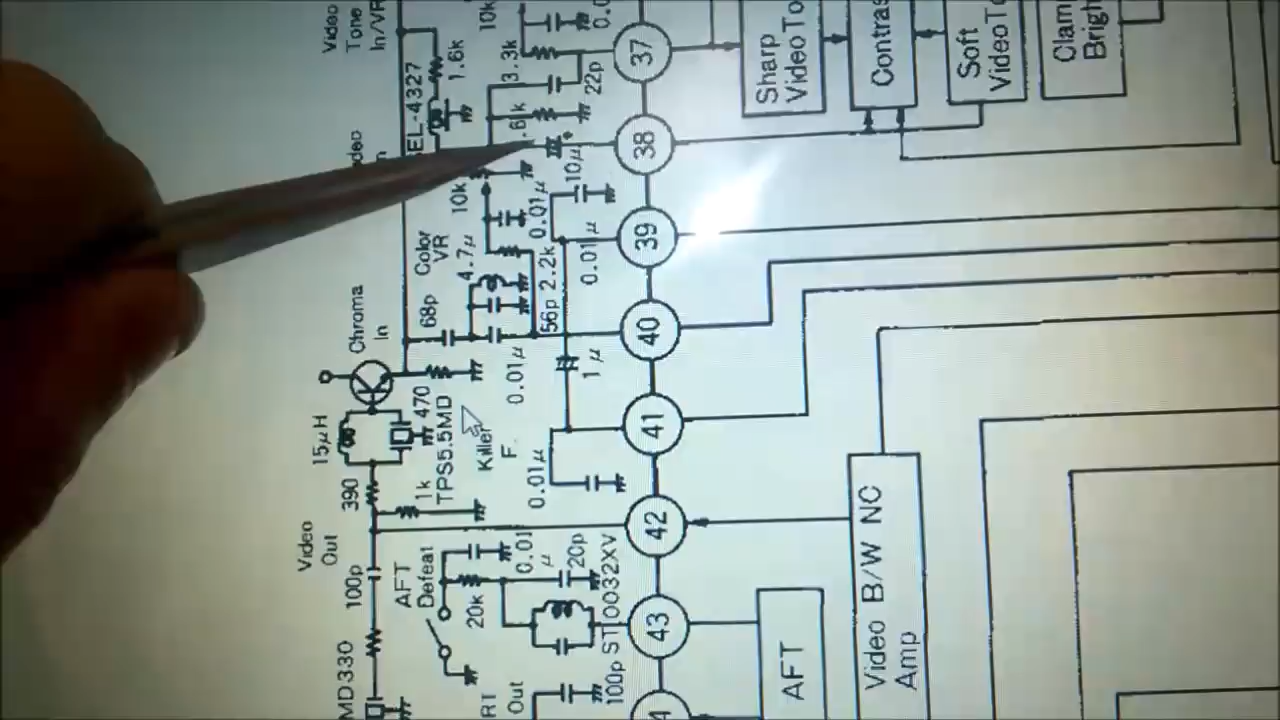 Video
Tone
In/VR
EL-4327
1.6k
10k
3.3k
22p
37
Sharp
Contras
Soft
Clam
Brigh
10k
10μ
38
Color
VR
4.7μ
0.01μ
0.01μ
39
68p
56p 2.2k
40
Chroma
In
0.01μ
1μ
15μH
470
TPS5.5MD
Killer
F.
41
390
1k
0.01μ
Video
Out
42
Video B/W NC
Amp
100p
AFT
Defeat
20k
0.01
μ
20p
ST0032XV
43
AFT
MD330
Out
100p